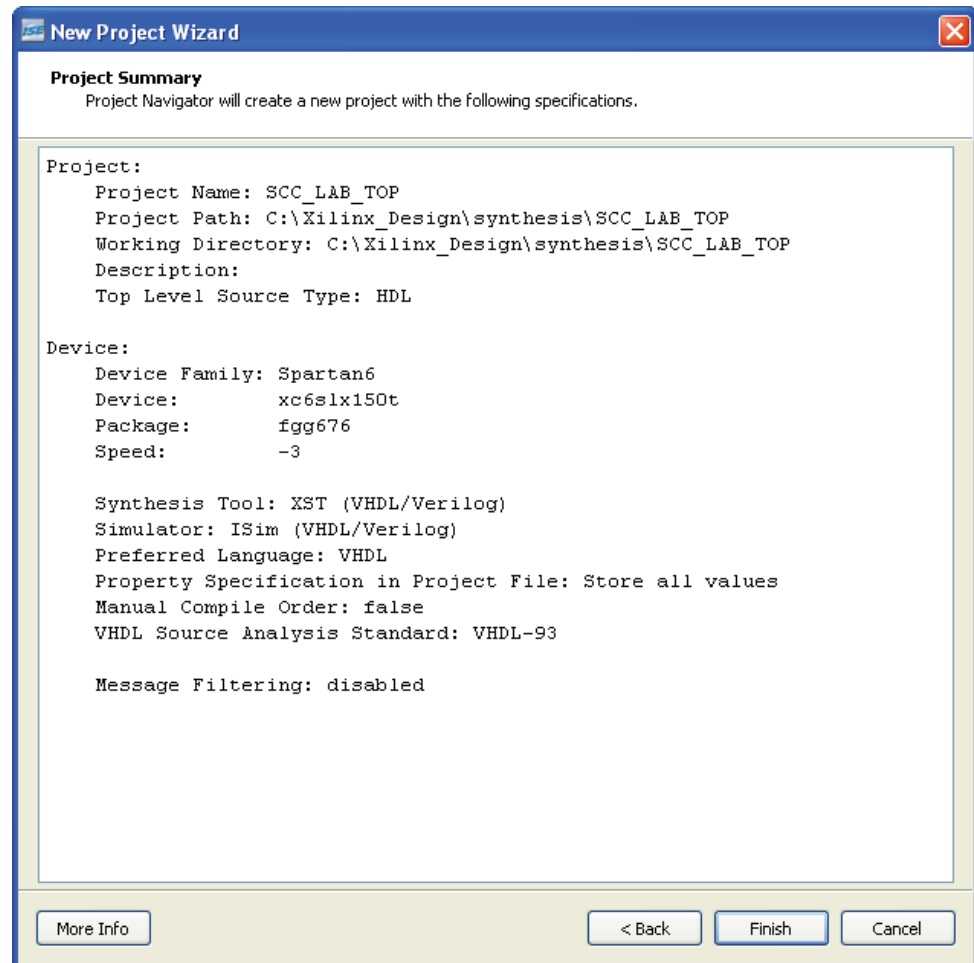 ISE New Project Wizard
Project Summary
Project Navigator will create a new project with the following specifications.
Project:
Project Name: SCC_LAB_TOP
Project Path: C:\Xilinx_Design\synthesis\SCC_LAB_TOP
Working Directory: C:\Xilinx_Design\synthesis\SCC_LAB_TOP
Description:
Top Level Source Type: HDL
Device:
Device Family: Spartan6
Device: xc6slx150t
Package: fgg676
Speed: -3
Synthesis Tool: XST (VHDL/Verilog)
Simulator: ISim (VHDL/Verilog)
Preferred Language: VHDL
Property Specification in Project File: Store all values
Manual Compile Order: false
VHDL Source Analysis Standard: VHDL-93
Message Filtering: disabled
More Info < Back Finish Cancel